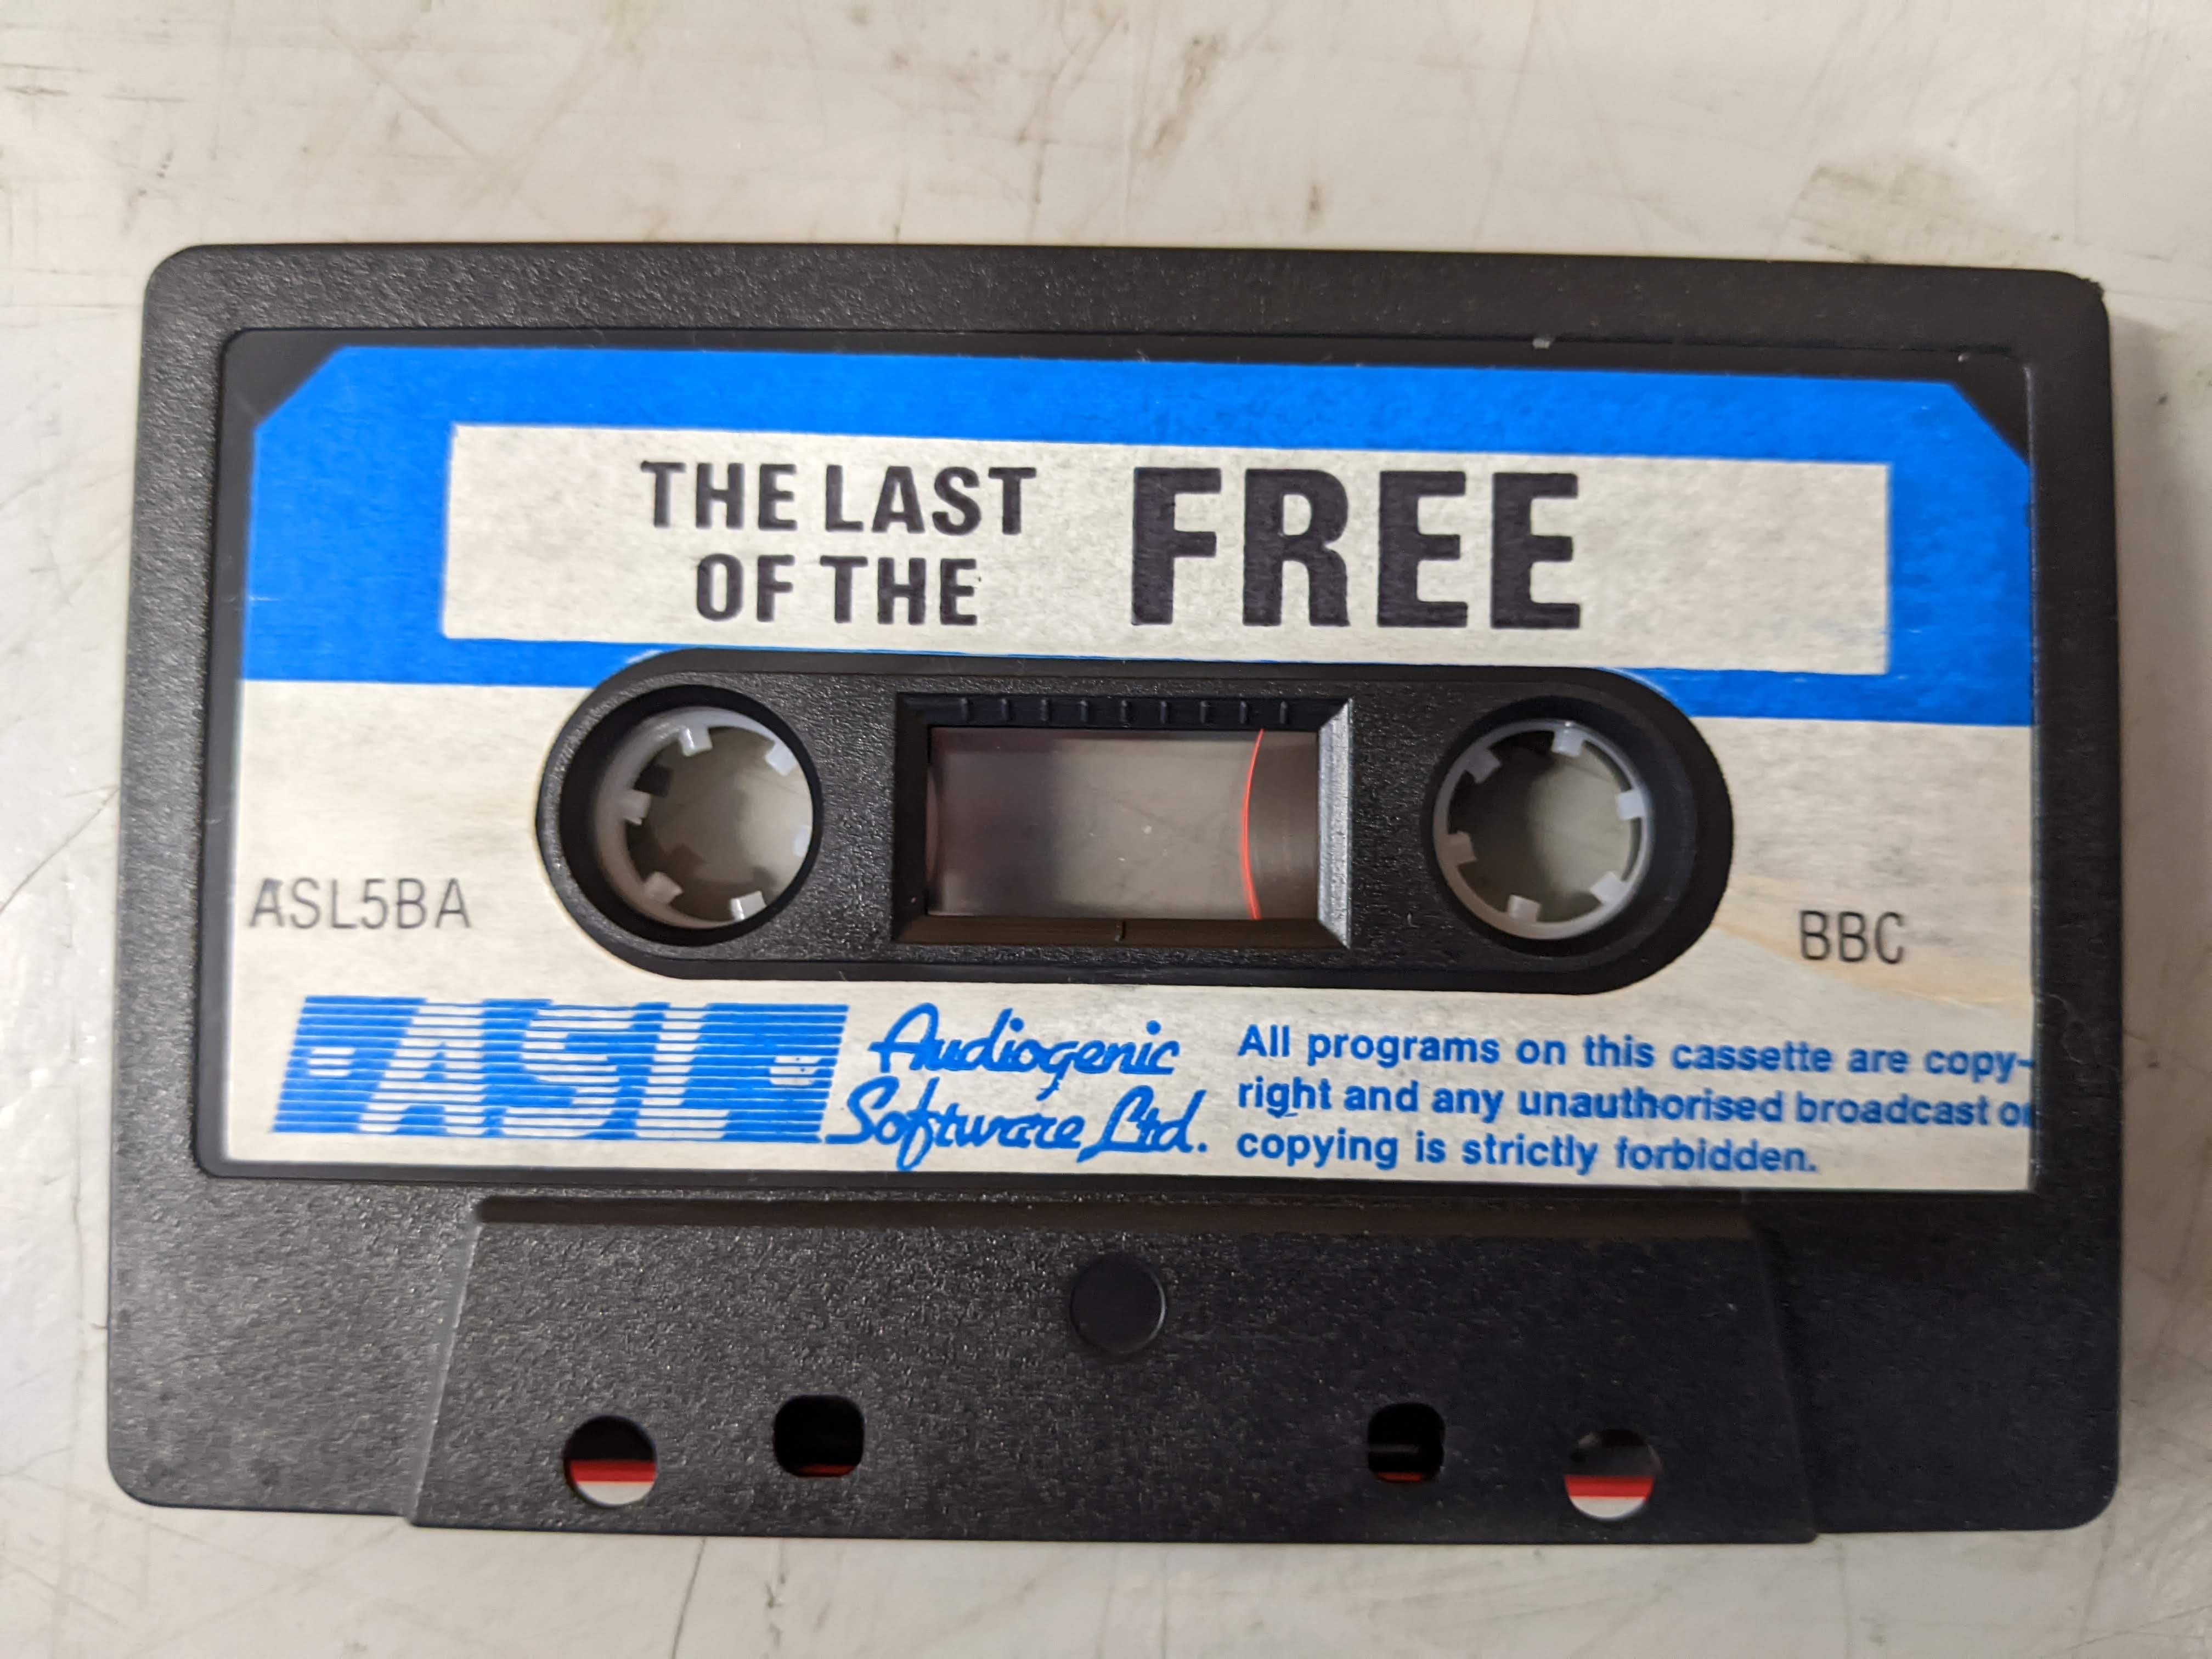 THE LAST
OF THE
FREE
ASL5BA
BBC
ASL
Audiogenic
Software Ltd.
All programs on this cassette are copy-
right and any unauthorised broadcast or
copying is strictly forbidden.